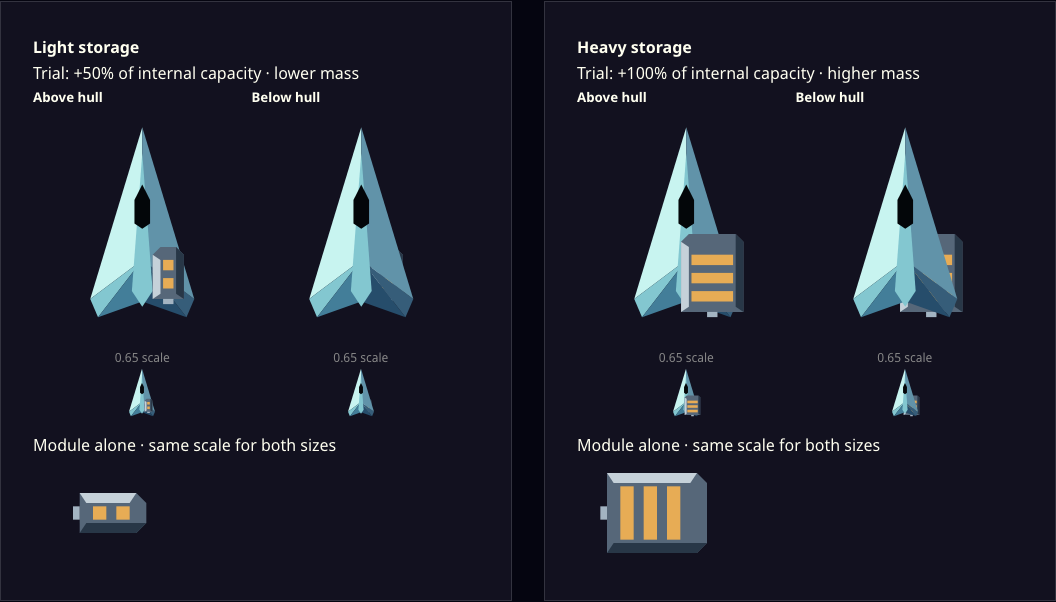 Light storage
Trial: +50% of internal capacity · lower mass
Above hull
Below hull
0.65 scale
0.65 scale
Module alone · same scale for both sizes
Heavy storage
Trial: +100% of internal capacity · higher mass
Above hull
Below hull
0.65 scale
0.65 scale
Module alone · same scale for both sizes